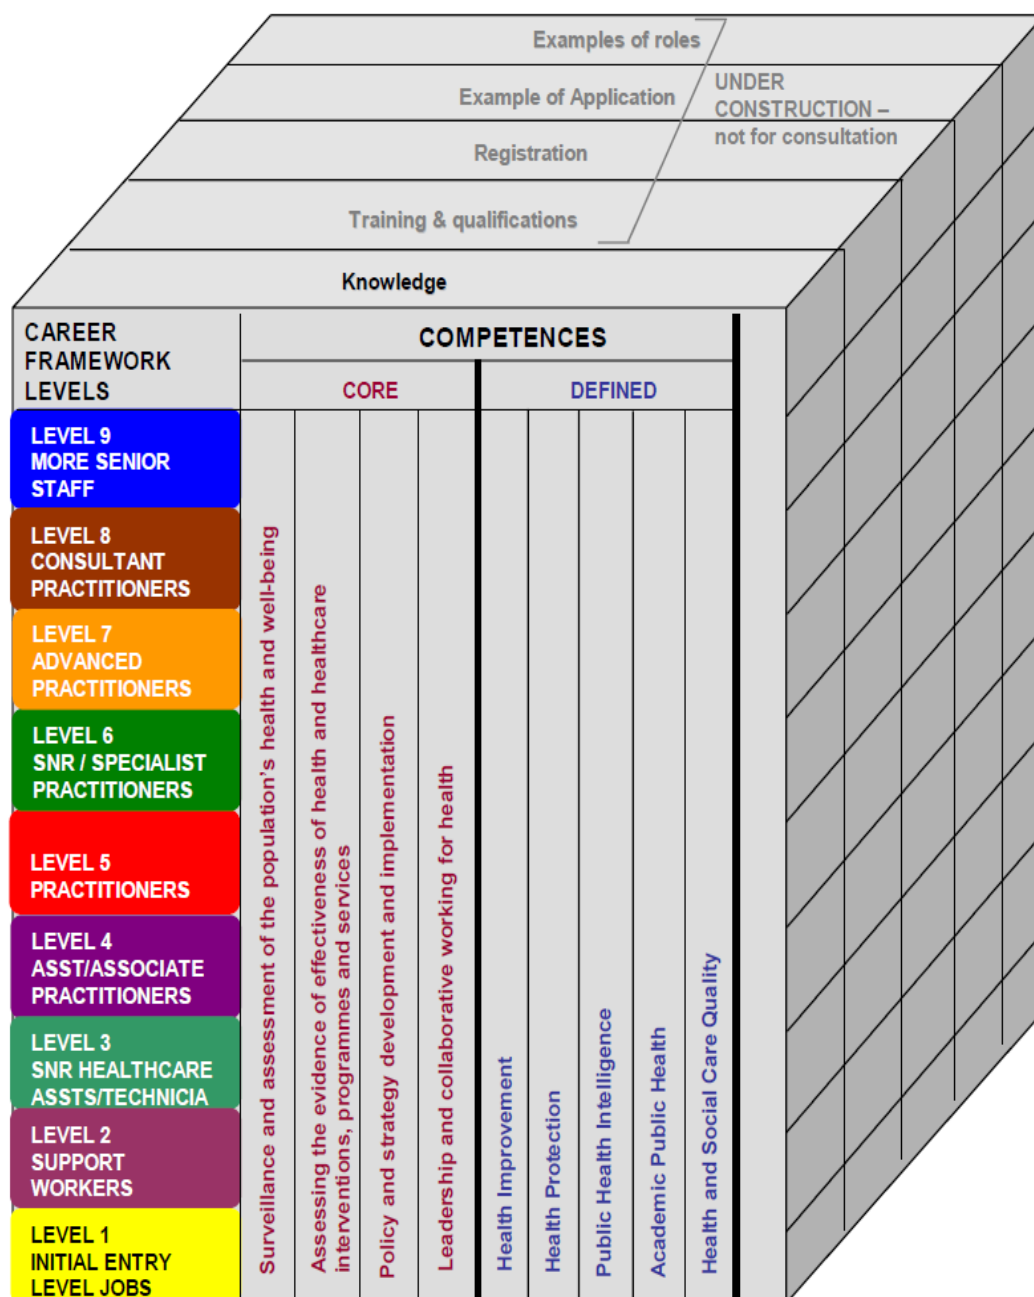 Examples of roles
Example of Application
UNDER
CONSTRUCTION –
not for consultation
Registration
Training & qualifications
Knowledge
CAREER
FRAMEWORK
LEVELS
COMPETENCES
CORE
DEFINED
LEVEL 9
MORE SENIOR
STAFF
LEVEL 8
CONSULTANT
PRACTITIONERS
LEVEL 7
ADVANCED
PRACTITIONERS
LEVEL 6
SNR / SPECIALIST
PRACTITIONERS
LEVEL 5
PRACTITIONERS
LEVEL 4
ASST/ASSOCIATE
PRACTITIONERS
LEVEL 3
SNR HEALTHCARE
ASSTS/TECHNICIA
LEVEL 2
SUPPORT
WORKERS
LEVEL 1
INITIAL ENTRY
LEVEL JOBS
Surveillance and assessment of the population's health and well-being
Assessing the evidence of effectiveness of health and healthcare
interventions, programmes and services
Policy and strategy development and implementation
Leadership and collaborative working for health
Health Improvement
Health Protection
Public Health Intelligence
Academic Public Health
Health and Social Care Quality